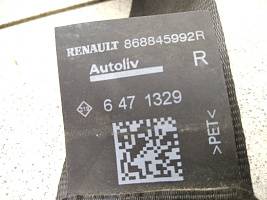 RENAULT 868845992R
Autoliv R
6 47 1329
>PET<